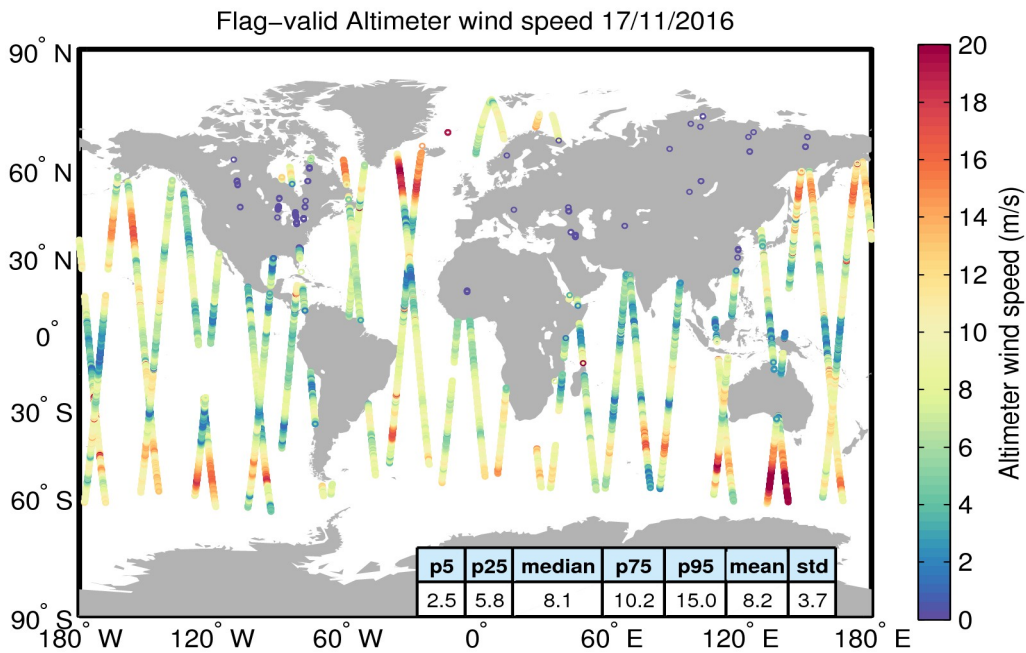 Flag−valid Altimeter wind speed 17/11/2016
90° N
60° N
30° N
0°
30° S
60° S
90° S
180° W
120° W
60° W
0°
60° E
120° E
180° E
p5 p25 median p75 p95 mean std
2.5 5.8 8.1 10.2 15.0 8.2 3.7
20
18
16
14
12
10
8
6
4
2
0
Altimeter wind speed (m/s)